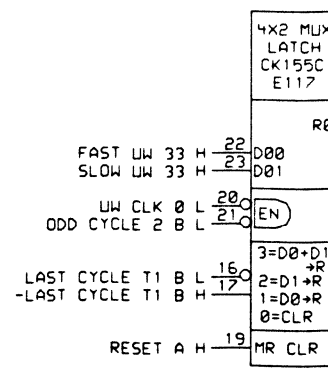 4X2 MUX
LATCH
CK155C
E117
R0
FAST UW 33 H 22 D00
SLOW UW 33 H 23 D01
UW CLK 0 L 20
ODD CYCLE 2 B L 21
EN
3=D0+D1
→R
LAST CYCLE T1 B L 16 2=D1→R
-LAST CYCLE T1 B H 17 1=D0→R
0=CLR
RESET A H 19 MR CLR